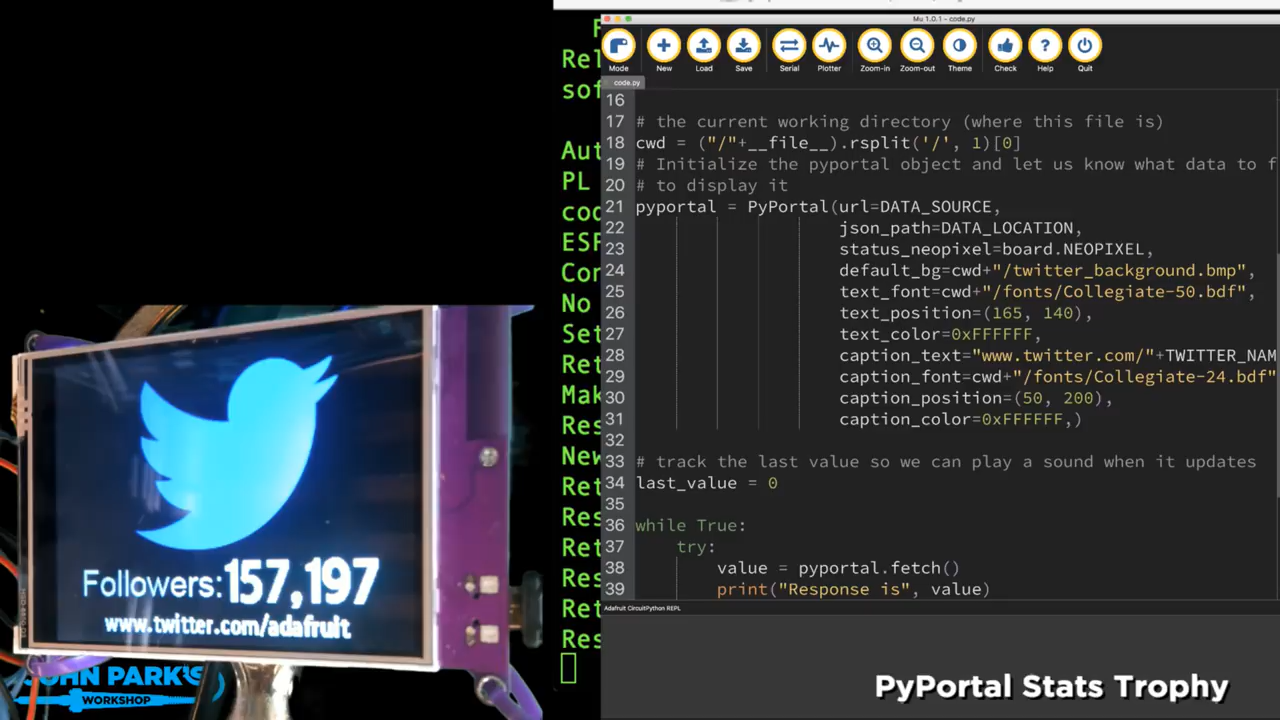 Followers:157,197
www.twitter.com/adafruit
JOHN PARK'S
WORKSHOP
Rel
sof
Aut
PL
cod
ESP
Con
No
Set
Ret
Mak
Res
New
Ret
Res
Ret
Res
Ret
Res
Mu 1.0.1 - code.py
Mode New Load Save Serial Plotter Zoom-in Zoom-out Theme Check Help Quit
code.py
16
17 # the current working directory (where this file is)
18 cwd = ("/"+__file__).rsplit('/', 1)[0]
19 # Initialize the pyportal object and let us know what data to f
20 # to display it
21 pyportal = PyPortal(url=DATA_SOURCE,
22 json_path=DATA_LOCATION,
23 status_neopixel=board.NEOPIXEL,
24 default_bg=cwd+"/twitter_background.bmp",
25 text_font=cwd+"/fonts/Collegiate-50.bdf",
26 text_position=(165, 140),
27 text_color=0xFFFFFF,
28 caption_text="www.twitter.com/"+TWITTER_NAM
29 caption_font=cwd+"/fonts/Collegiate-24.bdf"
30 caption_position=(50, 200),
31 caption_color=0xFFFFFF,)
32
33 # track the last value so we can play a sound when it updates
34 last_value = 0
35
36 while True:
37 try:
38 value = pyportal.fetch()
39 print("Response is", value)
Adafruit CircuitPython REPL
PyPortal Stats Trophy